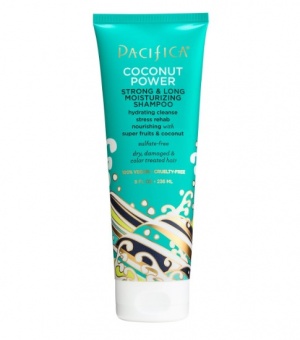 PACIFICA
COCONUT
POWER
STRONG & LONG
MOISTURIZING
SHAMPOO
hydrating cleanse
stress rehab
nourishing with
super fruits & coconut
sulfate-free
dry, damaged &
color treated hair
100% VEGAN • CRUELTY-FREE